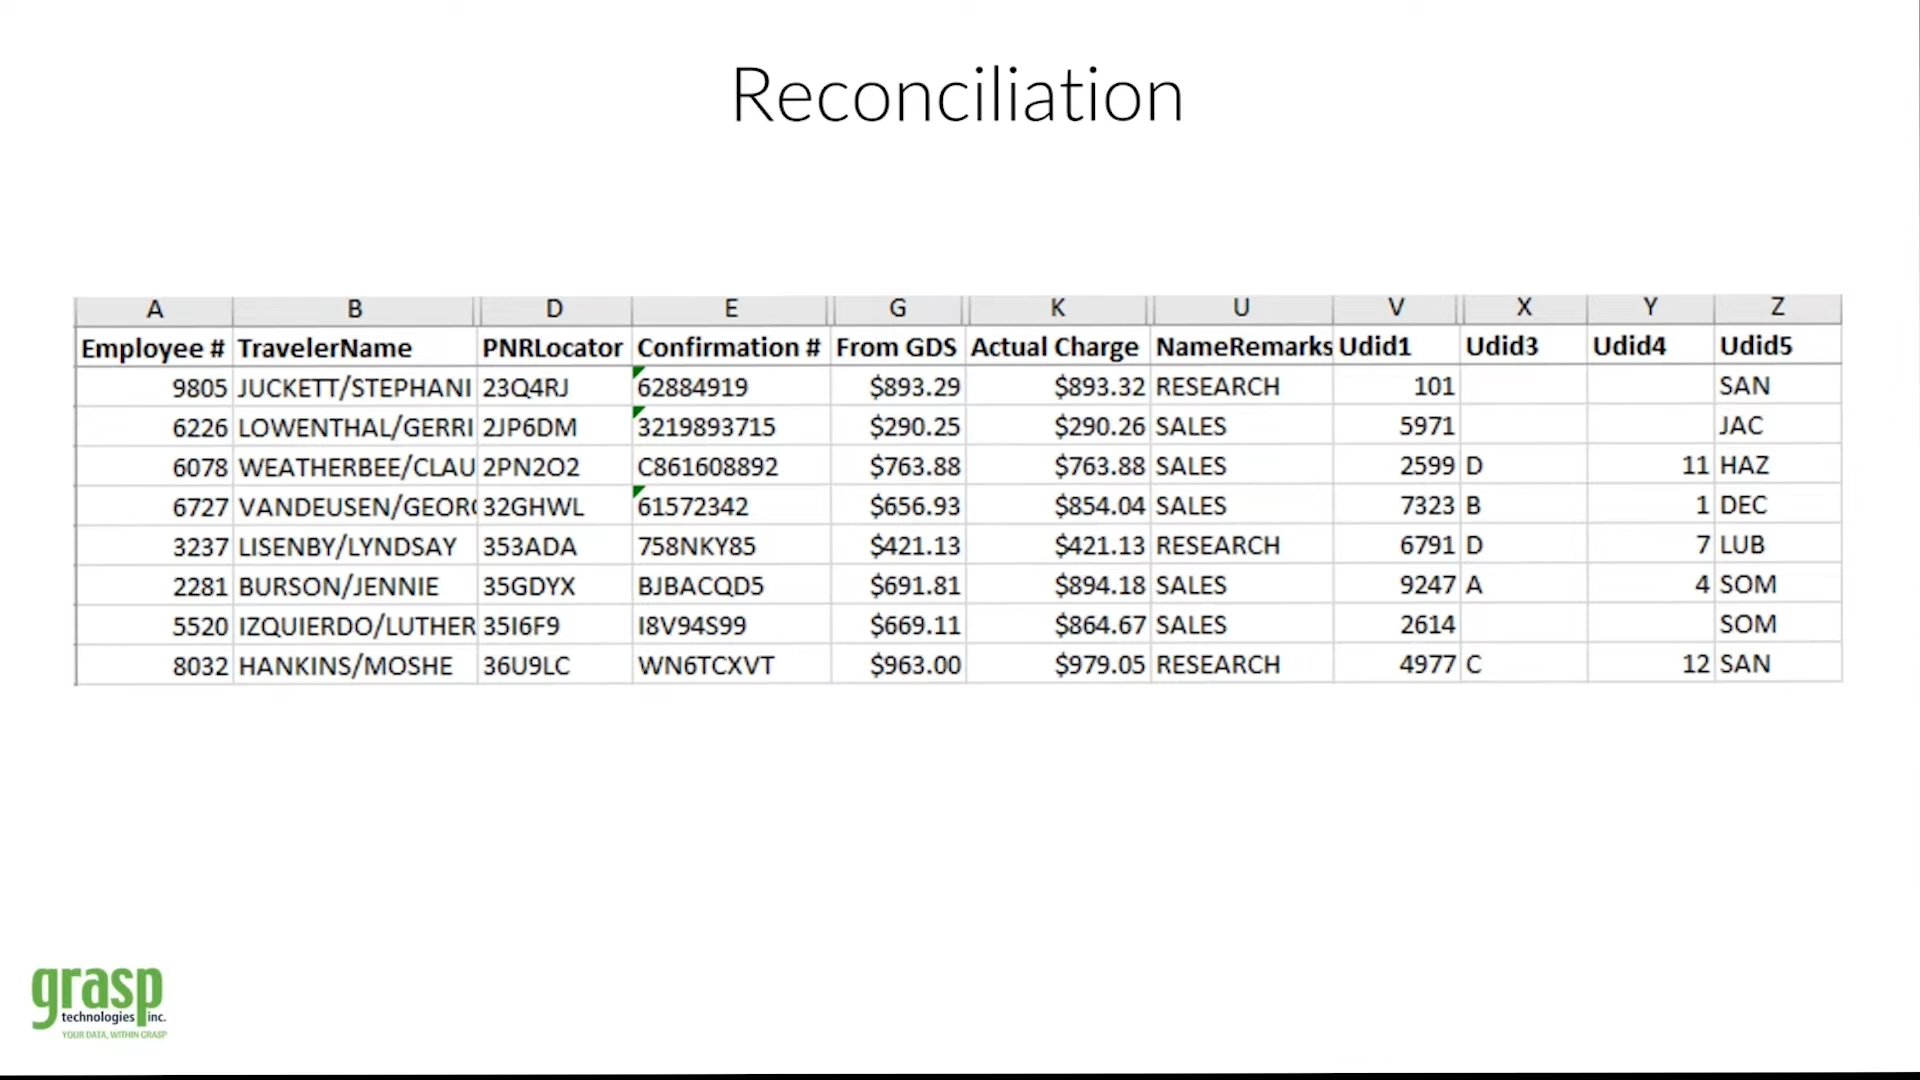 Reconciliation
A B D E G K U V X Y Z
Employee # TravelerName PNRLocator Confirmation # From GDS Actual Charge NameRemarks Udid1 Udid3 Udid4 Udid5
9805 JUCKETT/STEPHANI 23Q4RJ 62884919 $893.29 $893.32 RESEARCH 101 SAN
6226 LOWENTHAL/GERRI 2JP6DM 3219893715 $290.25 $290.26 SALES 5971 JAC
6078 WEATHERBEE/CLAU 2PN2O2 C861608892 $763.88 $763.88 SALES 2599 D 11 HAZ
6727 VANDEUSEN/GEORG 32GHWL 61572342 $656.93 $854.04 SALES 7323 B 1 DEC
3237 LISENBY/LYNDSAY 353ADA 758NKY85 $421.13 $421.13 RESEARCH 6791 D 7 LUB
2281 BURSON/JENNIE 35GDYX BJBACQD5 $691.81 $894.18 SALES 9247 A 4 SOM
5520 IZQUIERDO/LUTHER 35I6F9 I8V94S99 $669.11 $864.67 SALES 2614 SOM
8032 HANKINS/MOSHE 36U9LC WN6TCXVT $963.00 $979.05 RESEARCH 4977 C 12 SAN
grasp
technologies inc.
YOUR DATA, WITHIN GRASP